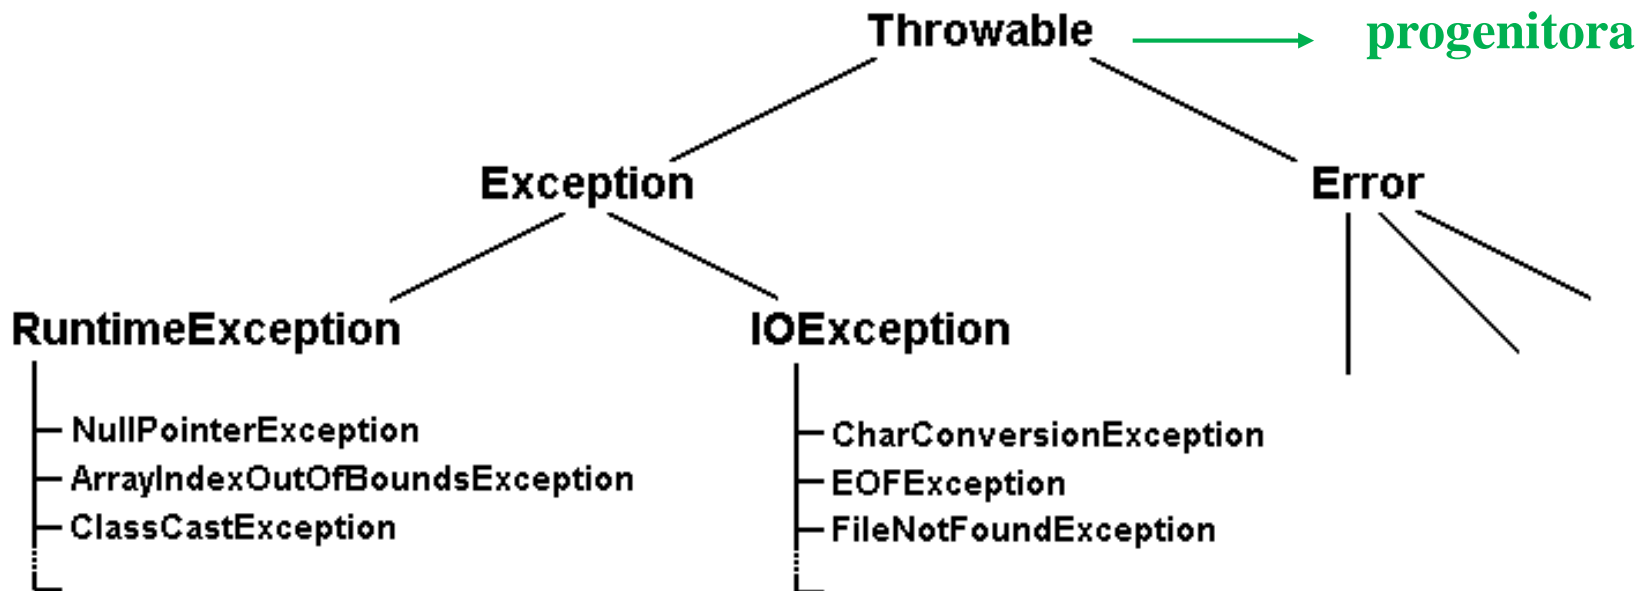 Throwable
progenitora
Exception
Error
RuntimeException
IOException
NullPointerException
ArrayIndexOutOfBoundsException
ClassCastException
CharConversionException
EOFException
FileNotFoundException